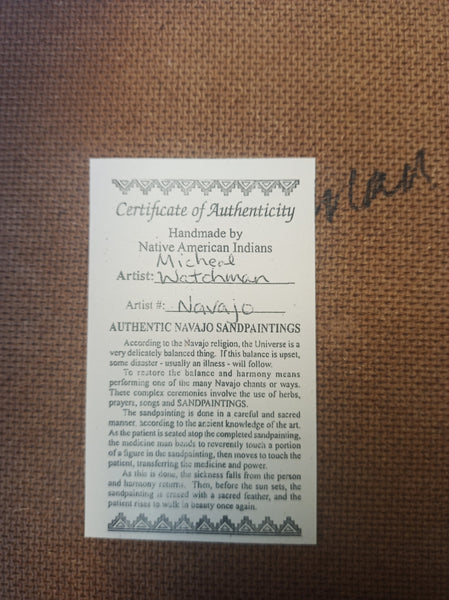 Certificate of Authenticity
Handmade by
Native American Indians
Micheal
Artist: Watchman
Artist #: Navajo
AUTHENTIC NAVAJO SANDPAINTINGS
According to the Navajo religion, the Universe is a
very delicately balanced thing. If this balance is upset,
some disaster - usually an illness - will follow.
To restore the balance and harmony means
performing one of the many Navajo chants or ways.
These complex ceremonies involve the use of herbs,
prayers, songs and SANDPAINTINGS.
The sandpainting is done in a careful and sacred
manner, according to the ancient knowledge of the art.
As the patient is seated stop the completed sandpainting,
the medicine man bends to reverently touch a portion
of a figure in the sandpainting, then moves to touch the
patient, transferring the medicine and power.
As this is done, the sickness falls from the person
and harmony returns. Then, before the sun sets, the
sandpainting is erased with a sacred feather, and the
patient rises to walk in beauty once again.